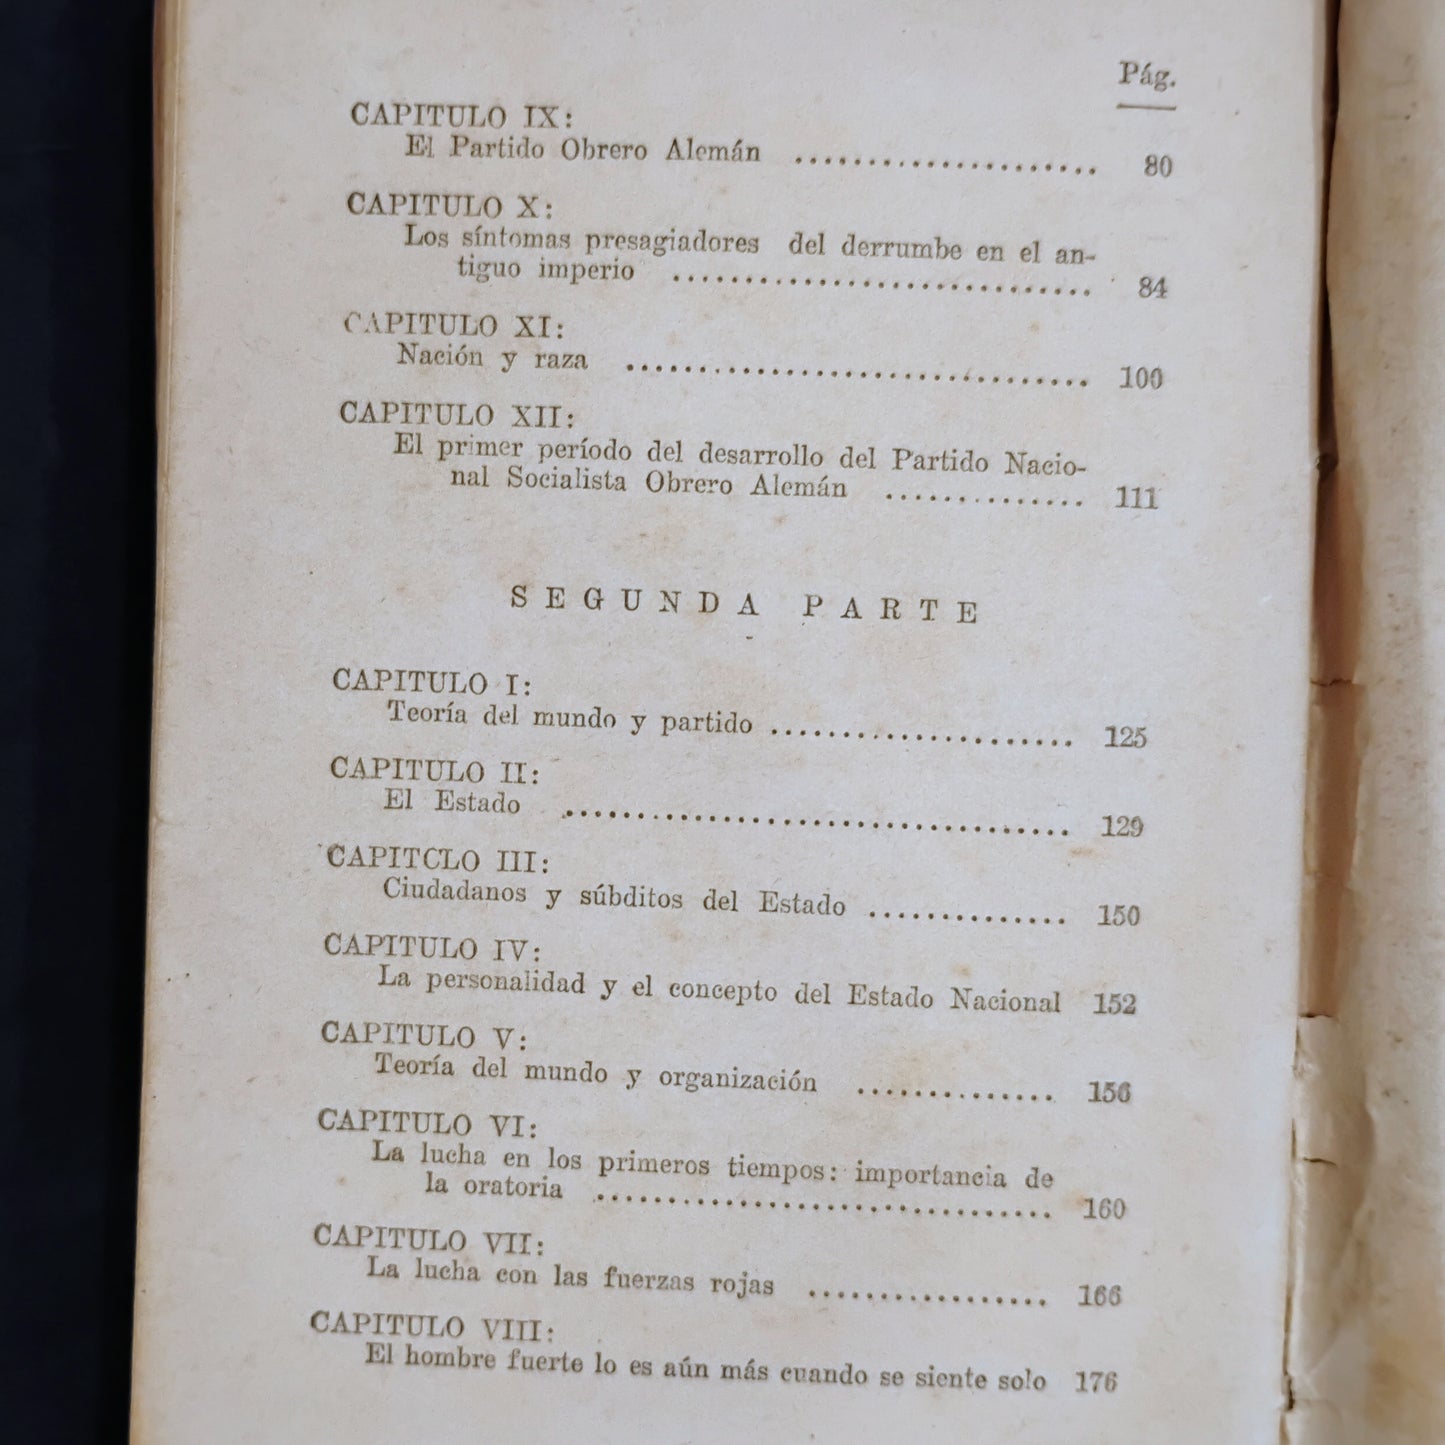 Pág.
CAPITULO IX:
El Partido Obrero Alemán ..................... 80
CAPITULO X:
Los síntomas presagiadores del derrumbe en el an-
tiguo imperio ............................. 84
CAPITULO XI:
Nación y raza ................................ 100
CAPITULO XII:
El primer período del desarrollo del Partido Nacio-
nal Socialista Obrero Alemán .............. 111
SEGUNDA PARTE
CAPITULO I:
Teoría del mundo y partido ..................... 125
CAPITULO II:
El Estado ................................... 129
CAPITCLO III:
Ciudadanos y súbditos del Estado .............. 150
CAPITULO IV:
La personalidad y el concepto del Estado Nacional 152
CAPITULO V:
Teoría del mundo y organización .............. 156
CAPITULO VI:
La lucha en los primeros tiempos: importancia de
la oratoria ................................ 160
CAPITULO VII:
La lucha con las fuerzas rojas ................. 166
CAPITULO VIII:
El hombre fuerte lo es aún más cuando se siente solo 176